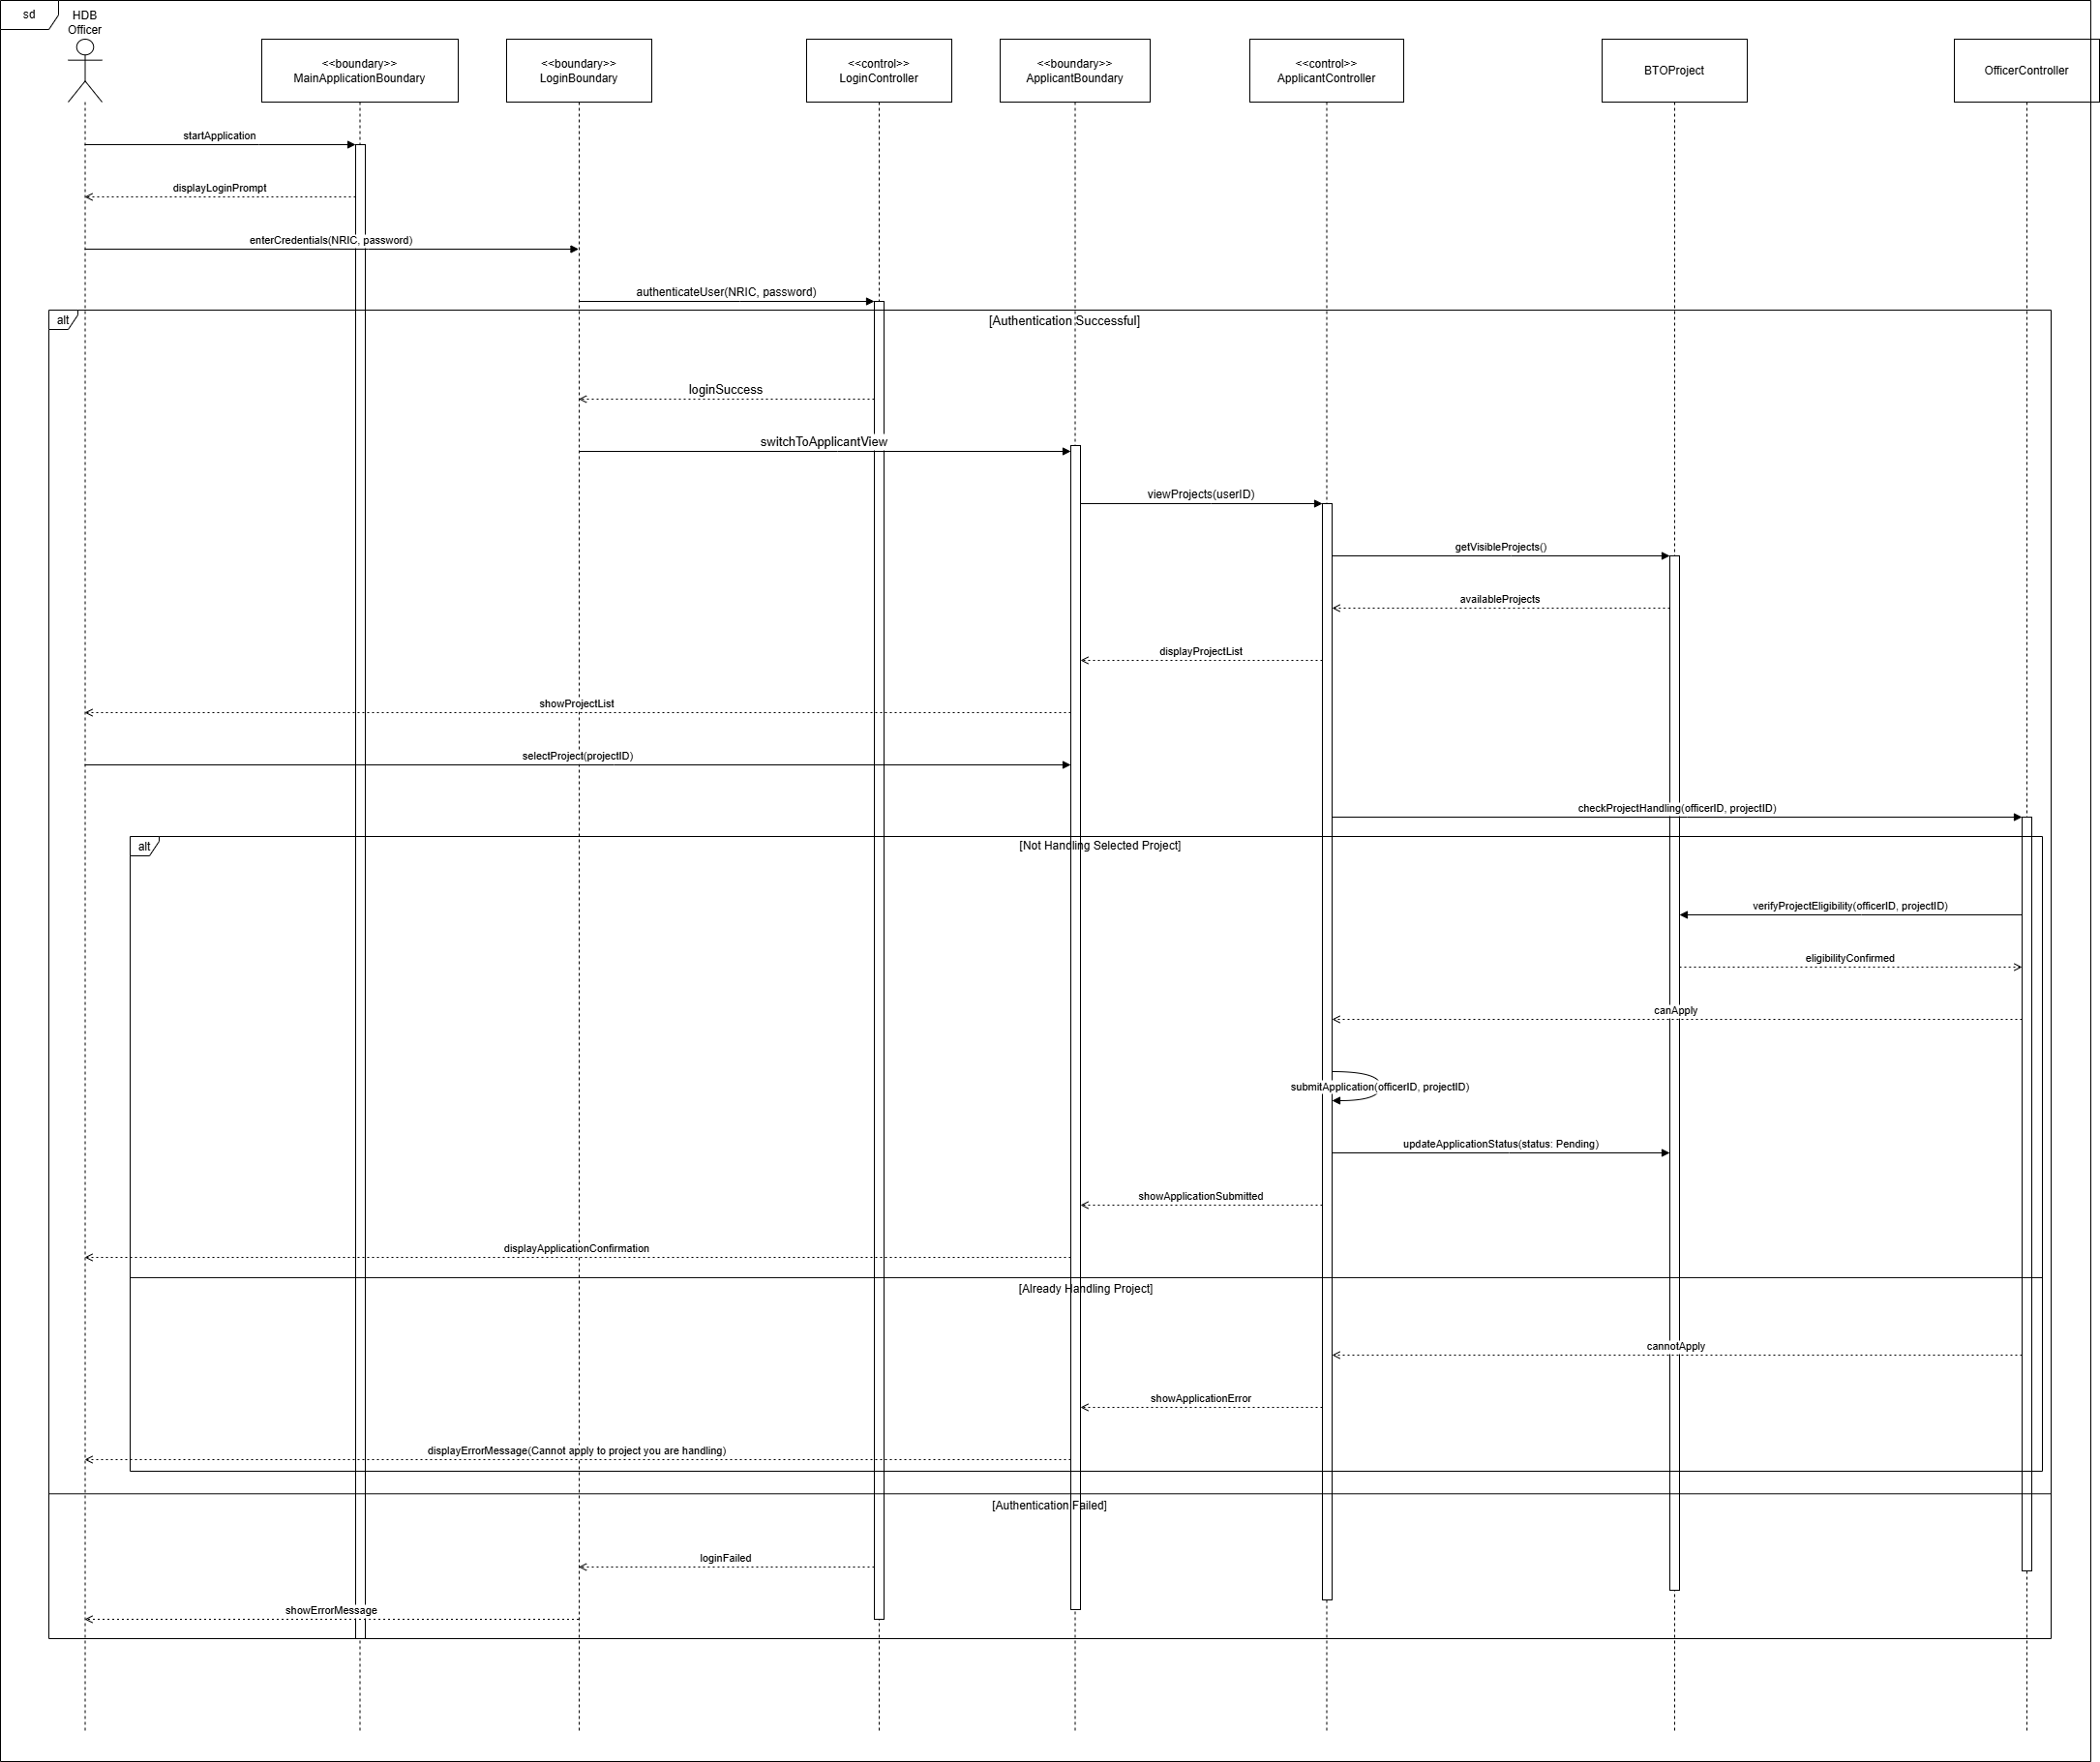 sd
HDB
Officer
<<boundary>>
MainApplicationBoundary
<<boundary>>
LoginBoundary
<<control>>
LoginController
<<boundary>>
ApplicantBoundary
<<control>>
ApplicantController
BTOProject
OfficerController
startApplication
displayLoginPrompt
enterCredentials(NRIC, password)
authenticateUser(NRIC, password)
alt
[Authentication Successful]
loginSuccess
switchToApplicantView
viewProjects(userID)
getVisibleProjects()
availableProjects
displayProjectList
showProjectList
selectProject(projectID)
checkProjectHandling(officerID, projectID)
alt
[Not Handling Selected Project]
verifyProjectEligibility(officerID, projectID)
eligibilityConfirmed
canApply
submitApplication(officerID, projectID)
updateApplicationStatus(status: Pending)
showApplicationSubmitted
displayApplicationConfirmation
[Already Handling Project]
cannotApply
showApplicationError
displayErrorMessage(Cannot apply to project you are handling)
[Authentication Failed]
loginFailed
showErrorMessage